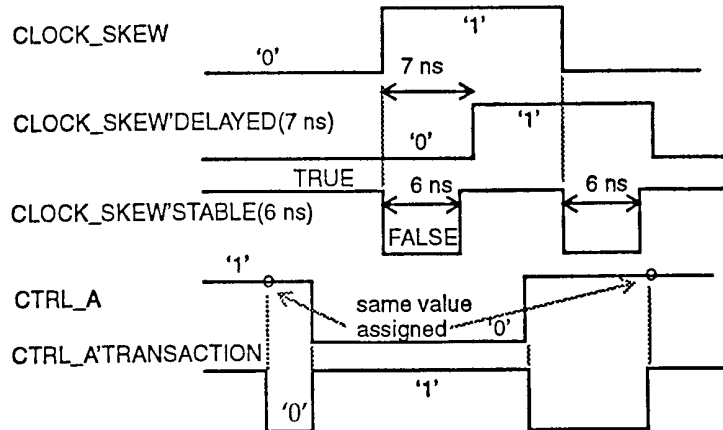 CLOCK_SKEW
'1'
'0'
7 ns
CLOCK_SKEW'DELAYED(7 ns)
'1'
'0'
TRUE
6 ns
6 ns
CLOCK_SKEW'STABLE(6 ns)
FALSE
'1'
CTRL_A
same value
assigned
'0'
CTRL_A'TRANSACTION
'1'
'0'